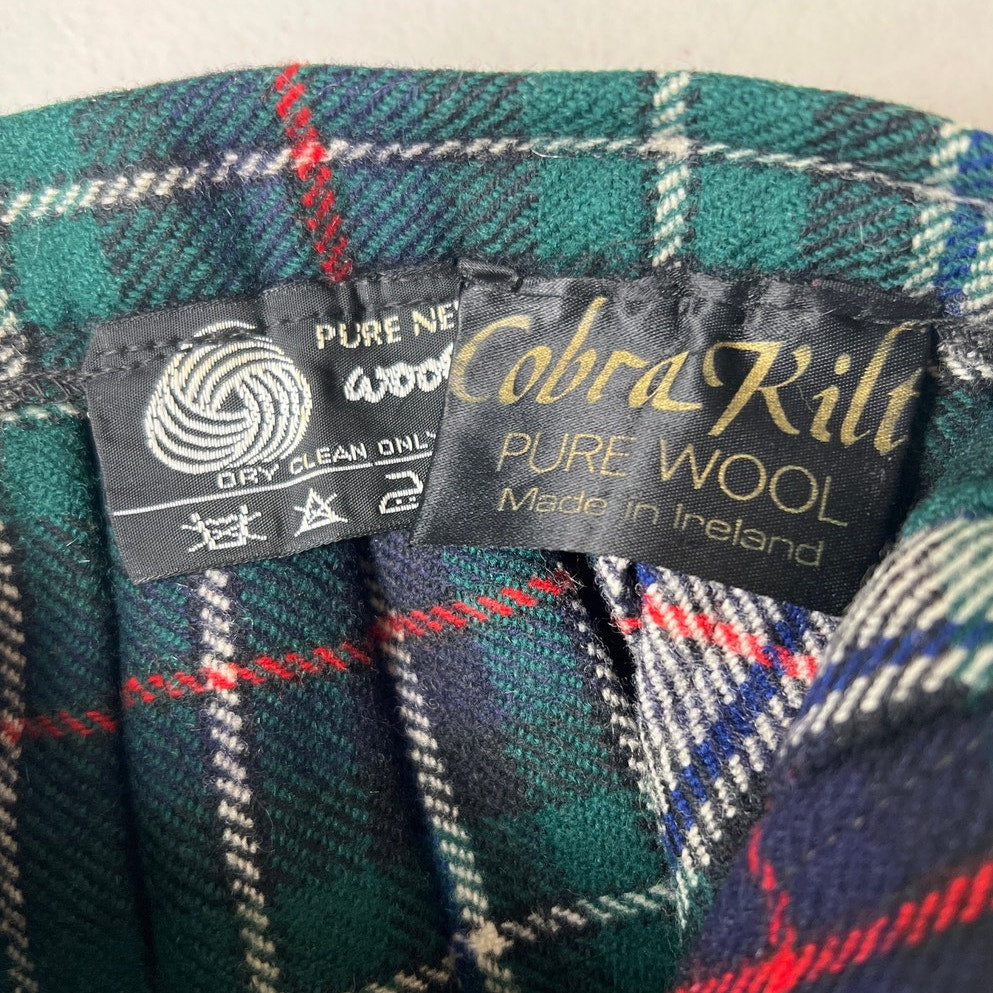 PURE NE
WOO
DRY CLEAN ONLY
Cobra Kilt
PURE WOOL
Made in Ireland